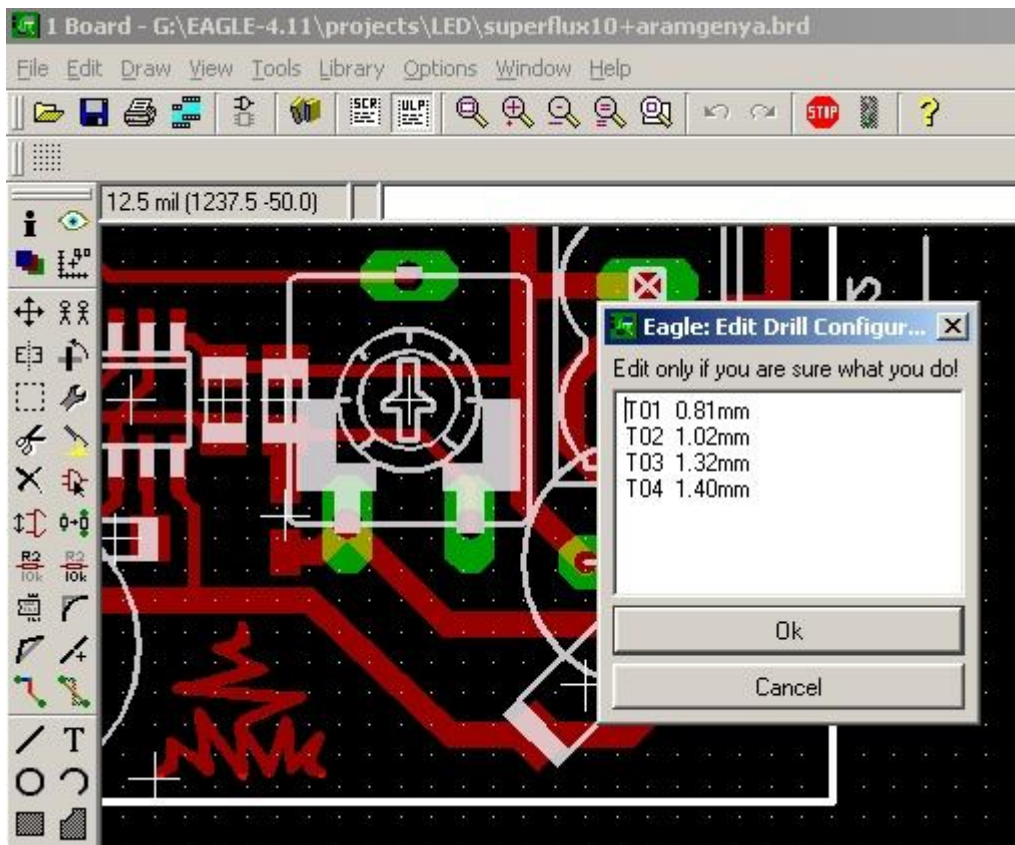 1 Board - G:\EAGLE-4.11\projects\LED\superflux10+aramgenya.brd
File Edit Draw View Tools Library Options Window Help
SCR ULP STOP ?
12.5 mil (1237.5 -50.0)
Eagle: Edit Drill Configur...
Edit only if you are sure what you do!
T01 0.81mm
T02 1.02mm
T03 1.32mm
T04 1.40mm
Ok
Cancel
R2 R2
10k 10k
T